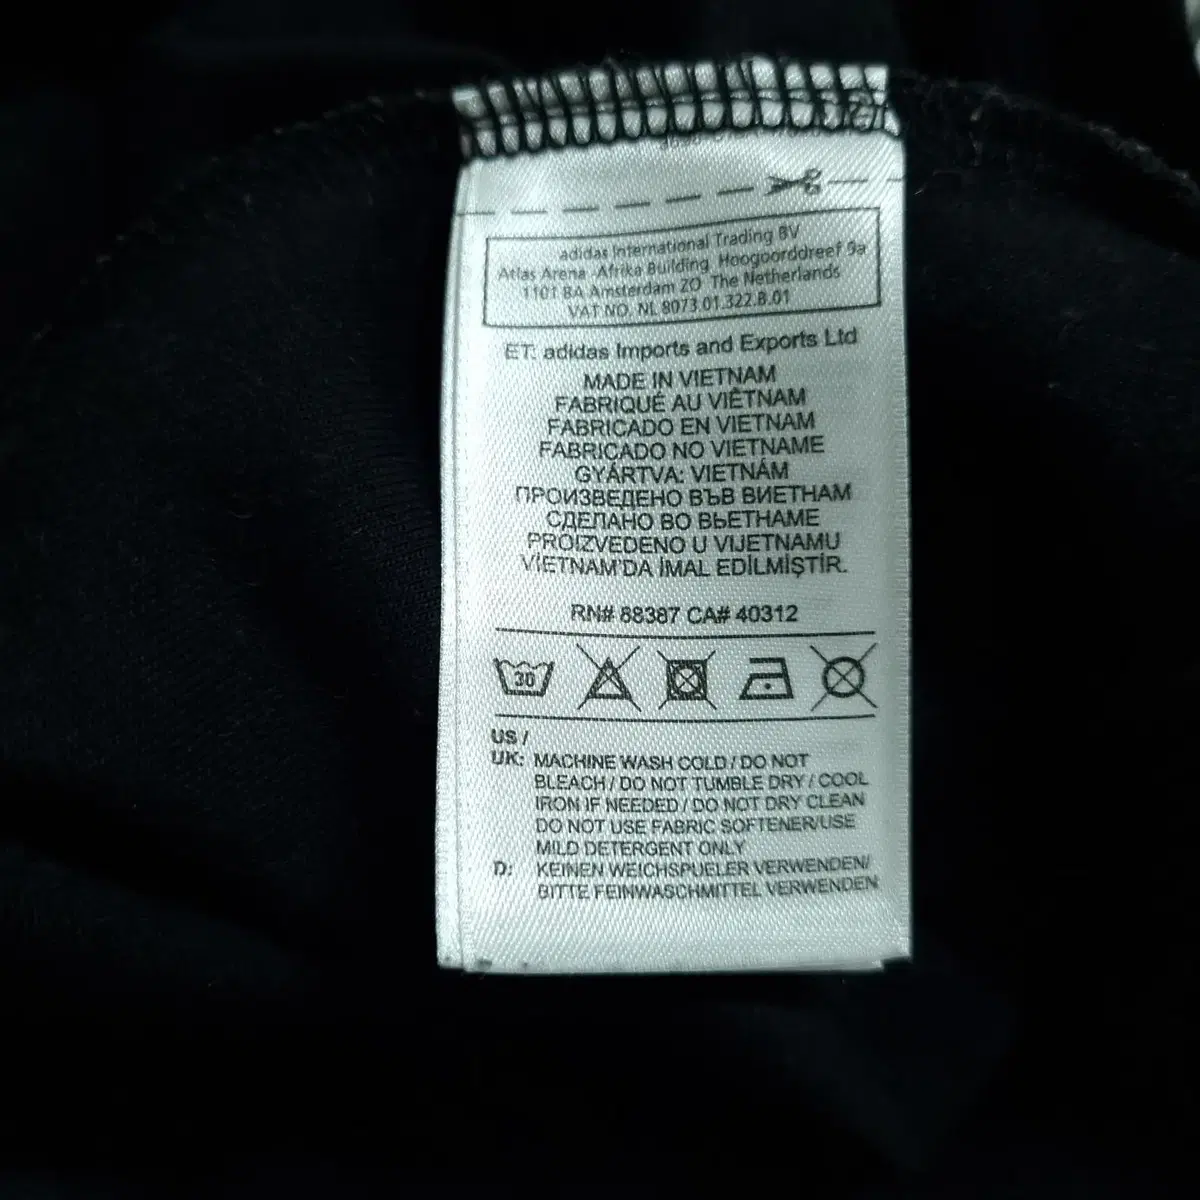 adidas International Trading BV
Atlas Arena -Afrika Building Hoogoorddreef 9a
1101 BA Amsterdam ZO The Netherlands
VAT NO. NL 8073.01.322.B.01
ET: adidas Imports and Exports Ltd
MADE IN VIETNAM
FABRIQUÉ AU VIÊTNAM
FABRICADO EN VIETNAM
FABRICADO NO VIETNAME
GYÁRTVA: VIETNÁM
ПРОИЗВЕДЕНО ВЪВ ВИЕТНАМ
СДЕЛАНО ВО ВЬЕТНАМЕ
PROIZVEDENO U VIJETNAMU
VİETNAM'DA İMAL EDİLMİŞTİR.
RN# 88387 CA# 40312
30
US /
UK: MACHINE WASH COLD / DO NOT
BLEACH / DO NOT TUMBLE DRY / COOL
IRON IF NEEDED / DO NOT DRY CLEAN
DO NOT USE FABRIC SOFTENER/USE
MILD DETERGENT ONLY
D: KEINEN WEICHSPUELER VERWENDEN/
BITTE FEINWASCHMITTEL VERWENDEN